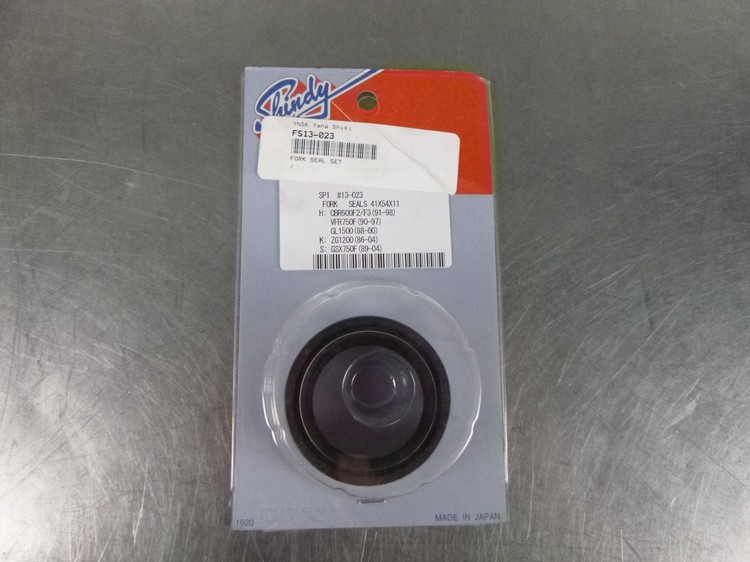 Shindy
YNSK Yana Shiki
FS13-023
FORK SEAL SET
SPI #13-023
FORK SEALS 41X54X11
H: CBR600F2/F3(91-98)
VFR750F(90-97)
GL1500(88-00)
K: ZG1200(86-04)
S: GSX750F(89-04)
1920
MADE IN JAPAN